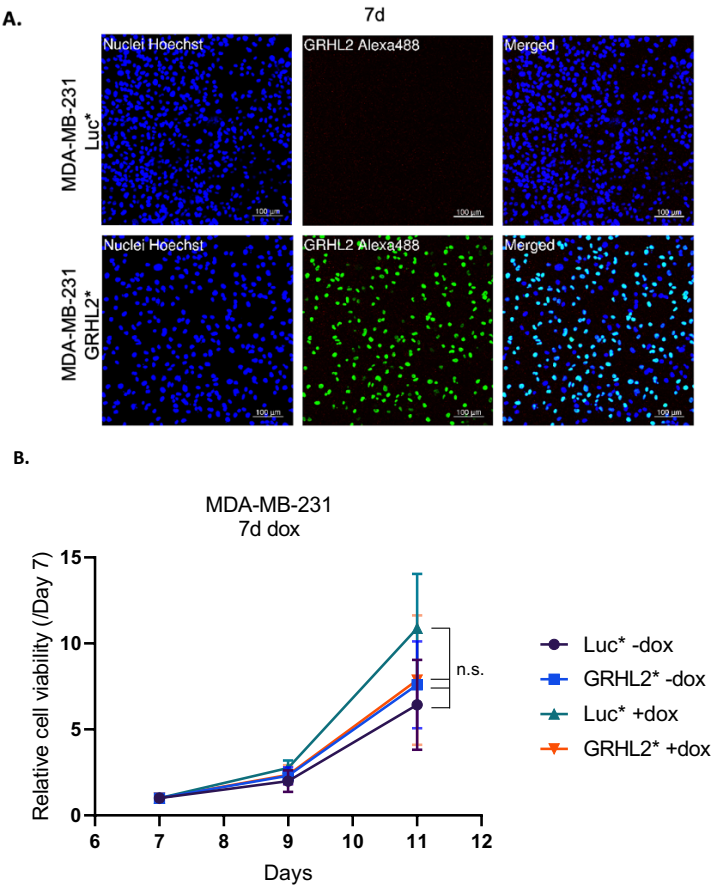 A.
7d
MDA-MB-231
Luc*
Nuclei Hoechst
GRHL2 Alexa488
Merged
100 µm
100 µm
100 µm
MDA-MB-231
GRHL2*
Nuclei Hoechst
GRHL2 Alexa488
Merged
100 µm
100 µm
100 µm
B.
MDA-MB-231
7d dox
Relative cell viability (/Day 7)
15
10
5
0
6 7 8 9 10 11 12
Days
n.s.
Luc* -dox
GRHL2* -dox
Luc* +dox
GRHL2* +dox